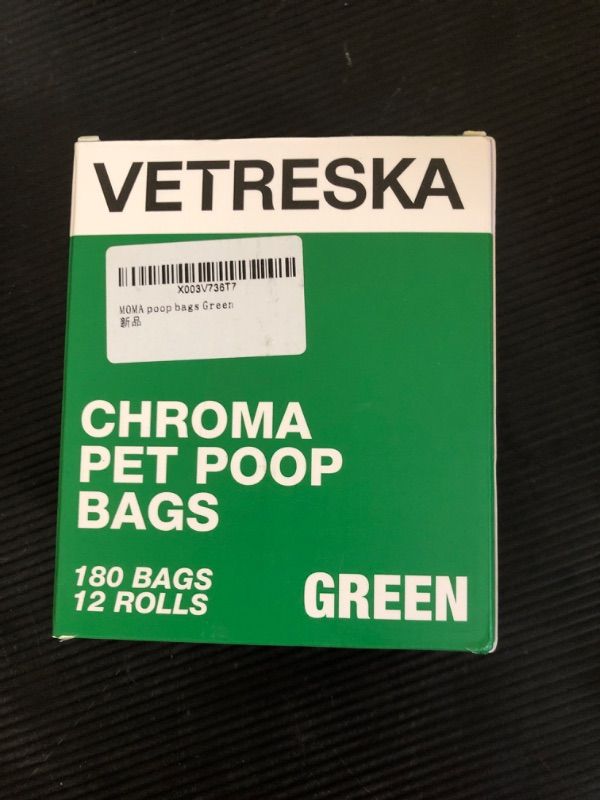 VETRESKA
X003V736T7
MOMA poop bags Green
新品
CHROMA
PET POOP
BAGS
180 BAGS
12 ROLLS
GREEN